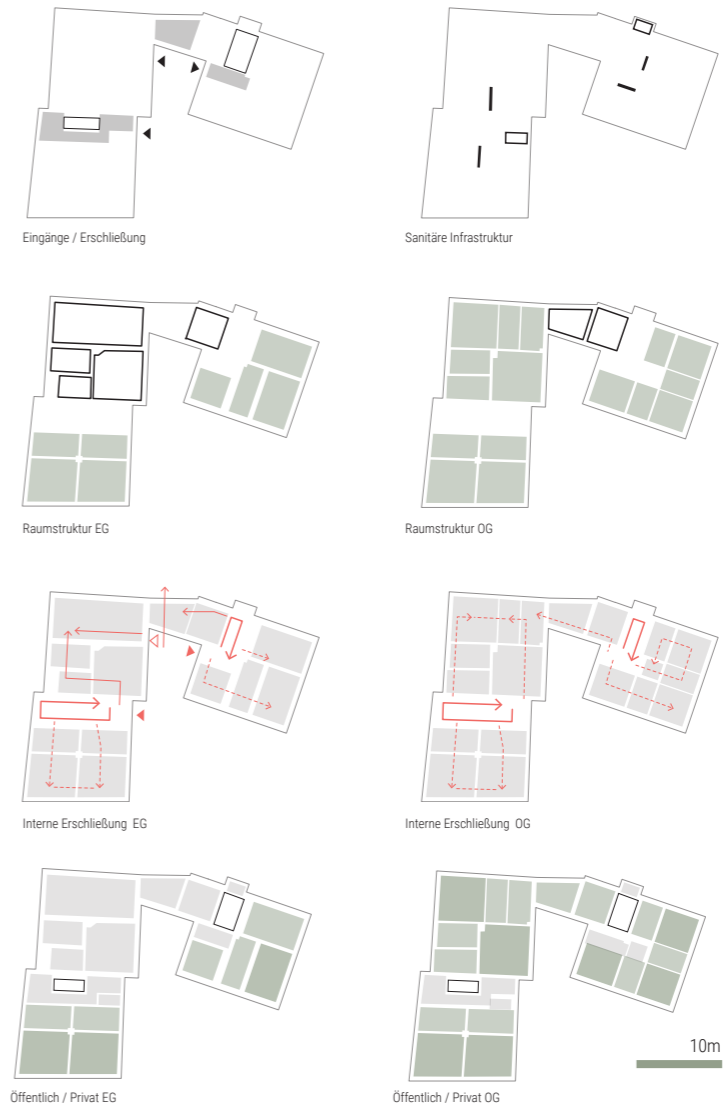 Eingänge / Erschließung
Sanitäre Infrastruktur
Raumstruktur EG
Raumstruktur OG
Interne Erschließung EG
Interne Erschließung OG
10m
Öffentlich / Privat EG
Öffentlich / Privat OG